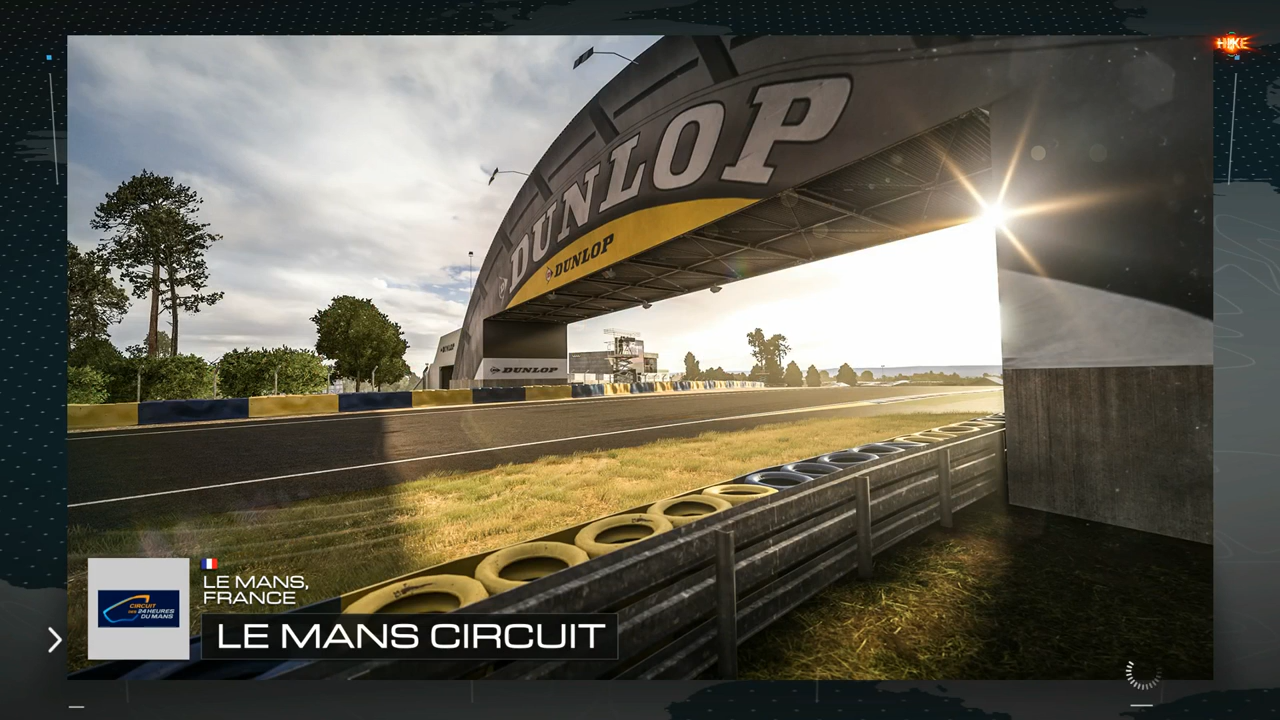 HIKE
DUNLOP
DUNLOP
DUNLOP
LE MANS,
FRANCE
CIRCUIT
DES 24 HEURES
DU MANS
LE MANS CIRCUIT